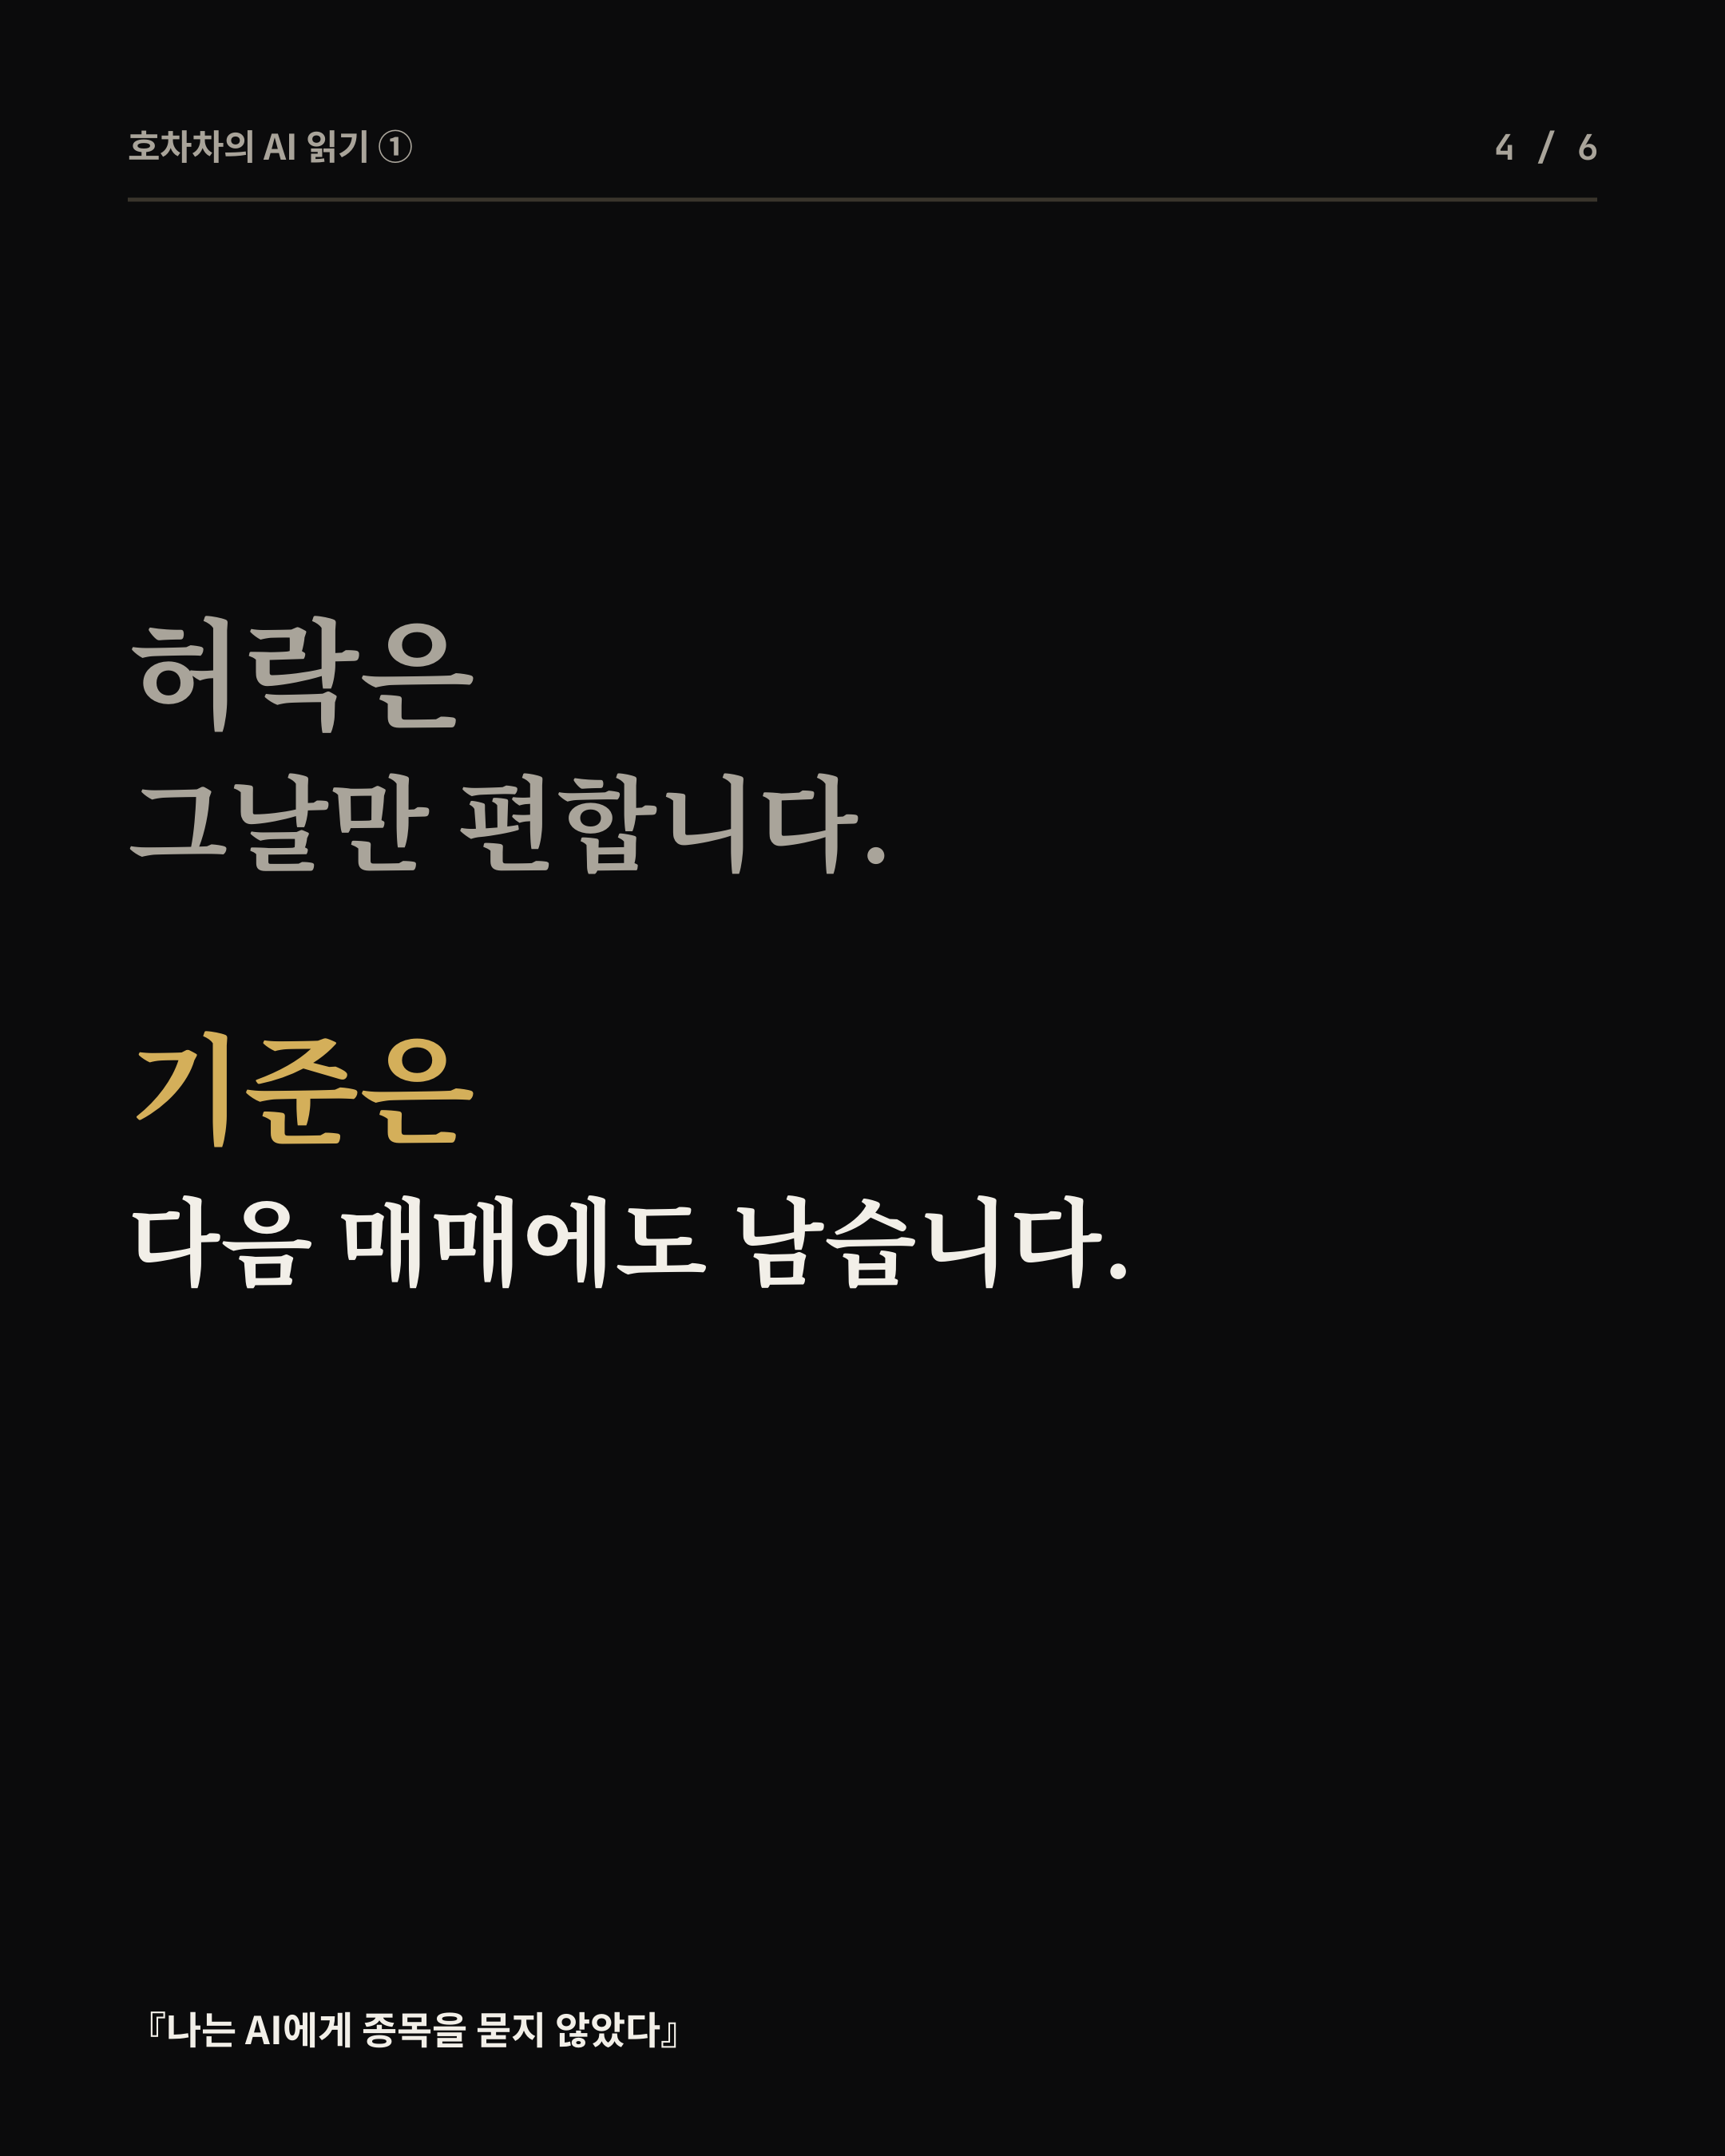 호차차의 AI 읽기 ①
4 / 6
허락은
그날만 편합니다.
기준은
다음 매매에도 남습니다.
『나는 AI에게 종목을 묻지 않았다』